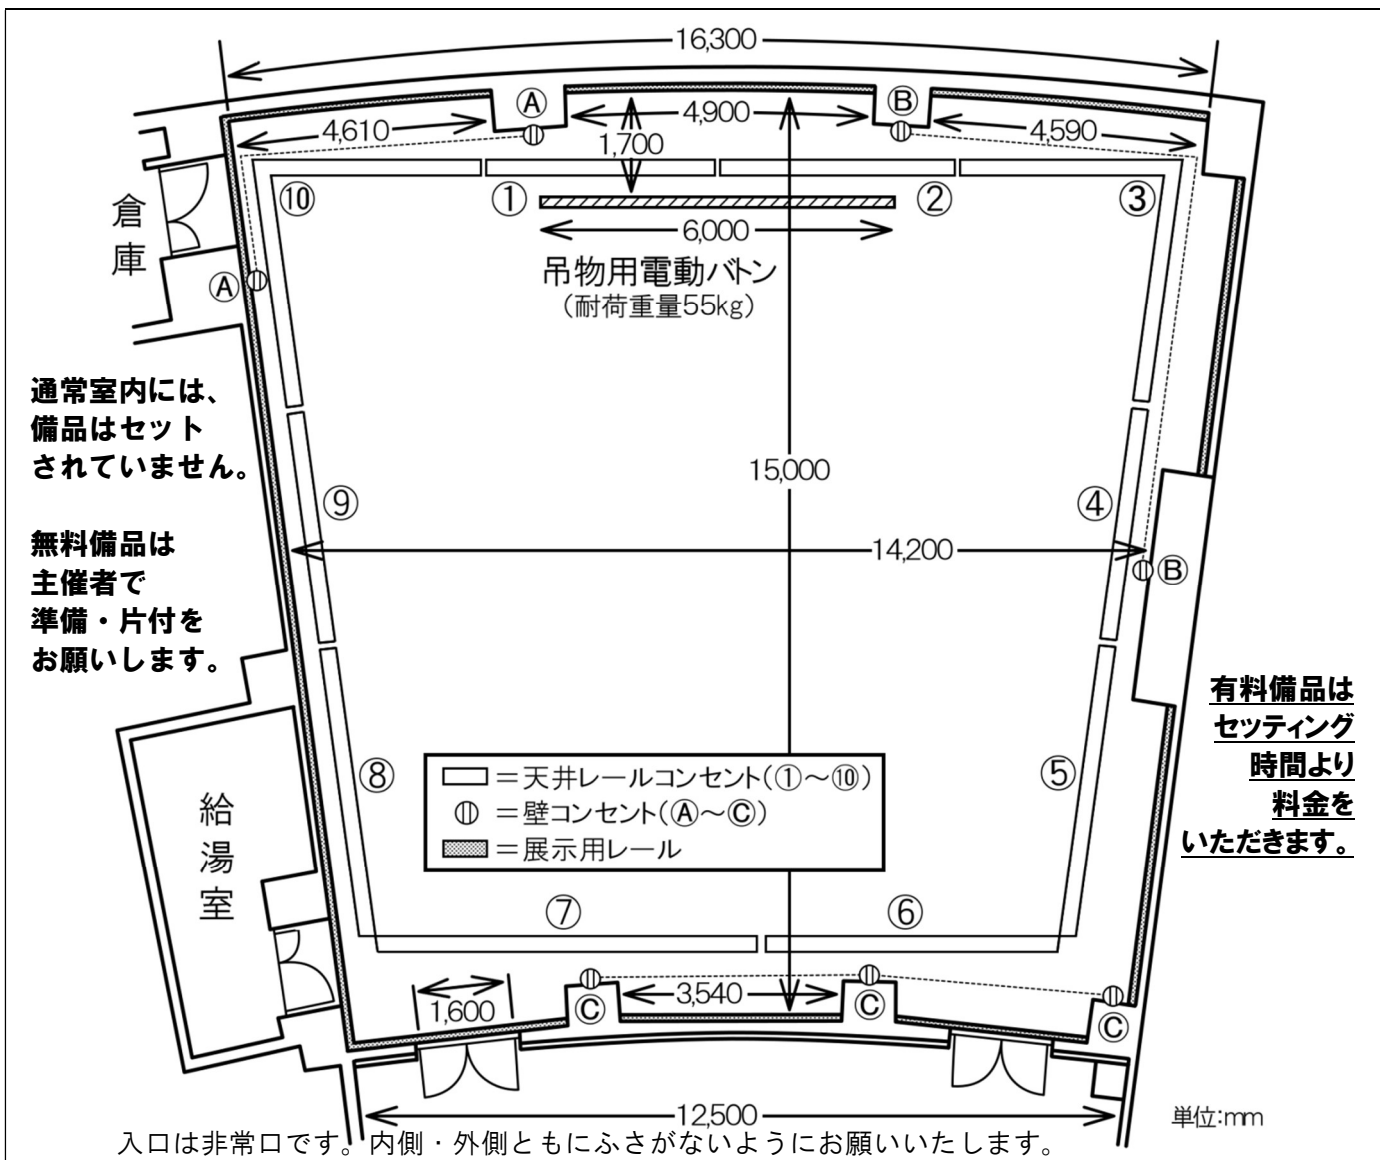 16,300
Ⓐ
Ⓑ
4,610
4,900
4,590
1,700
⑩
①
②
③
倉庫
6,000
吊物用電動バトン
(耐荷重量55kg)
Ⓐ
通常室内には、
備品はセット
されていません。
15,000
⑨
④
無料備品は
主催者で
準備・片付を
お願いします。
14,200
Ⓑ
有料備品は
セッティング
時間より
料金を
いただきます。
⑧
⑤
=天井レールコンセント(①～⑩)
=壁コンセント(Ⓐ～Ⓒ)
=展示用レール
給湯室
⑦
⑥
1,600
Ⓒ
3,540
Ⓒ
Ⓒ
12,500
単位:mm
入口は非常口です。内側・外側ともにふさがないようにお願いいたします。